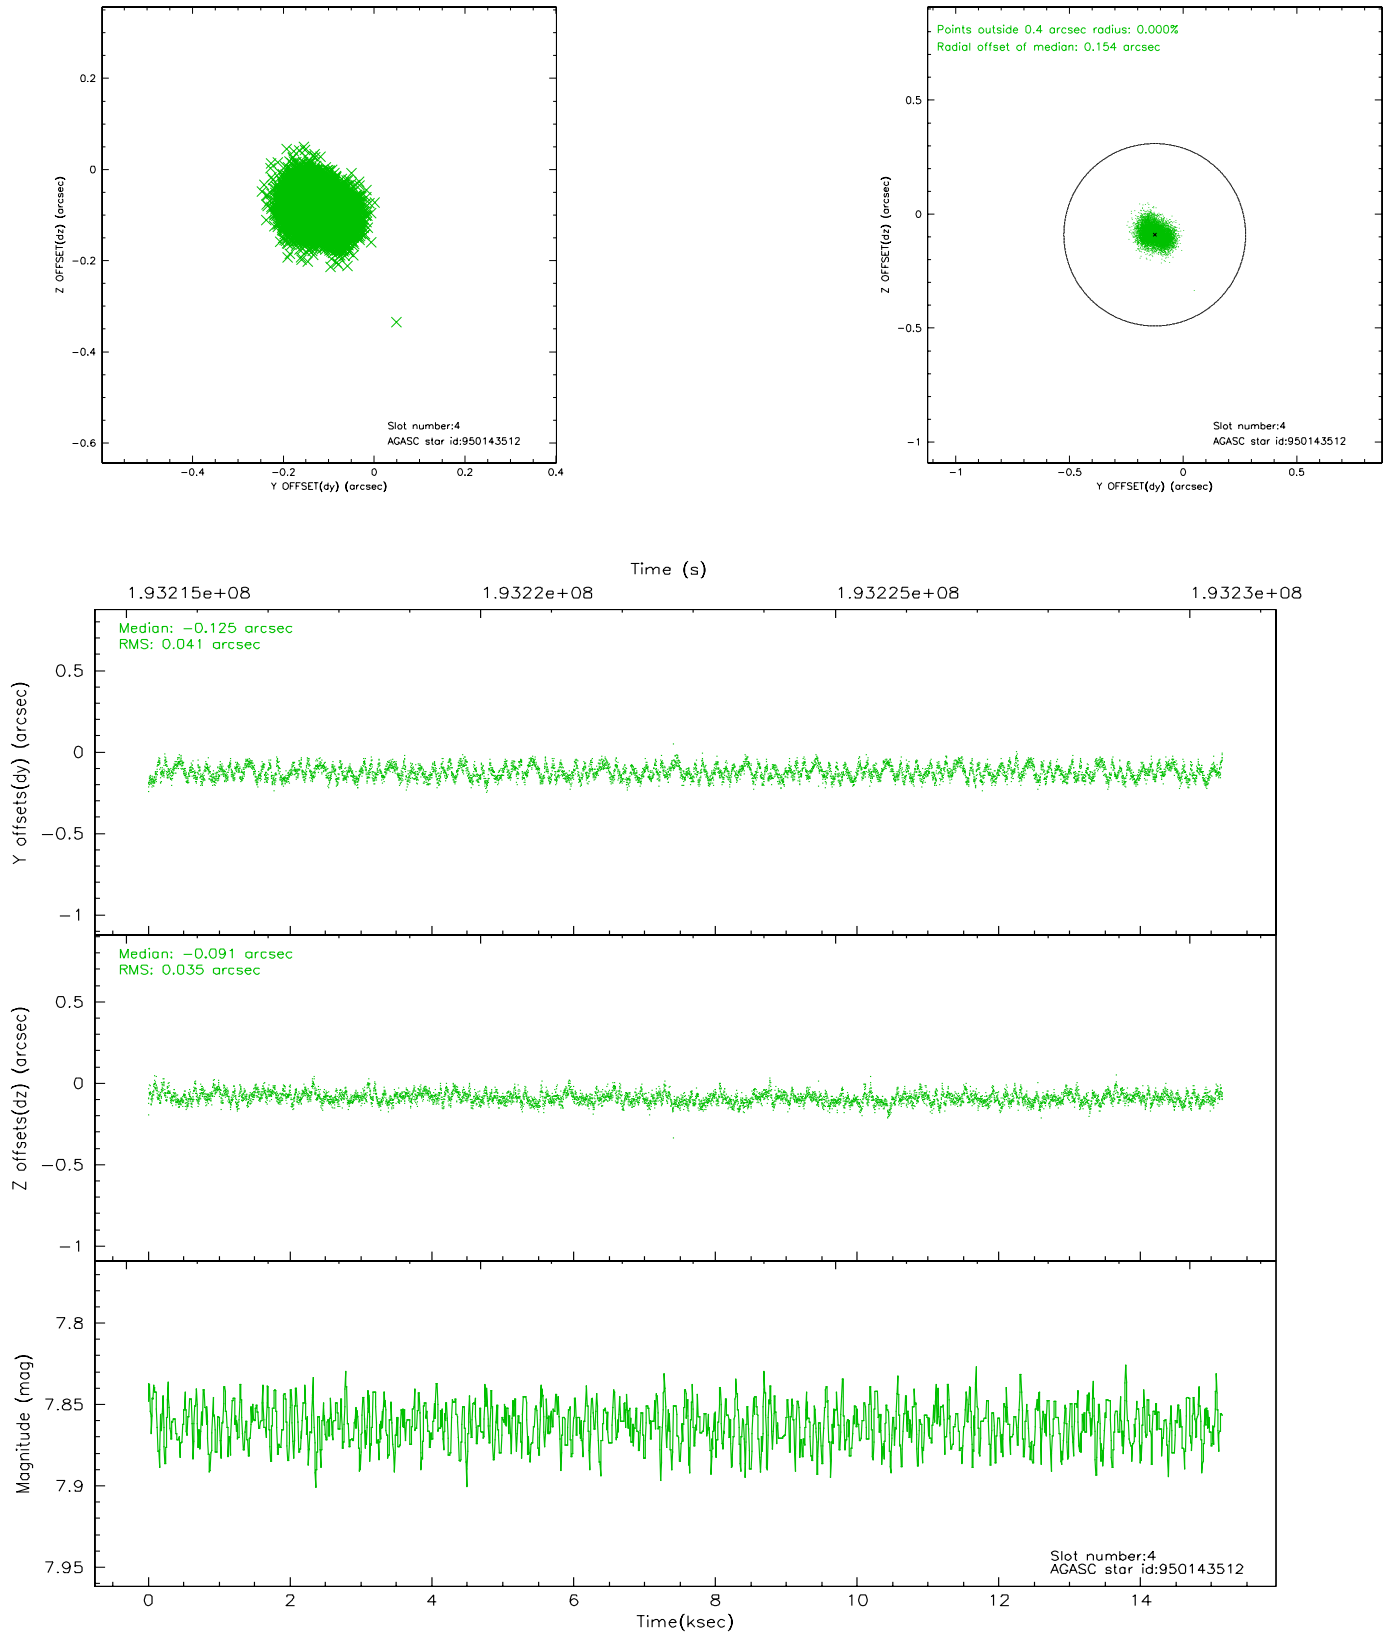 0.2
0
-0.2
-0.4
-0.6
Z OFFSET(dz) (arcsec)
Slot number:4
AGASC star id:950143512
-0.4 -0.2 0 0.2 0.4
Y OFFSET(dy) (arcsec)
Points outside 0.4 arcsec radius: 0.000%
Radial offset of median: 0.154 arcsec
0.5
0
-0.5
-1
Z OFFSET(dz) (arcsec)
Slot number:4
AGASC star id:950143512
-1 -0.5 0 0.5
Y OFFSET(dy) (arcsec)
Time (s)
1.93215e+08 1.9322e+08 1.93225e+08 1.9323e+08
Median: -0.125 arcsec
RMS: 0.041 arcsec
0.5
0
-0.5
-1
Y offsets(dy) (arcsec)
Median: -0.091 arcsec
RMS: 0.035 arcsec
0.5
0
-0.5
-1
Z offsets(dz) (arcsec)
7.8
7.85
7.9
7.95
Magnitude (mag)
Slot number:4
AGASC star id:950143512
0 2 4 6 8 10 12 14
Time(ksec)